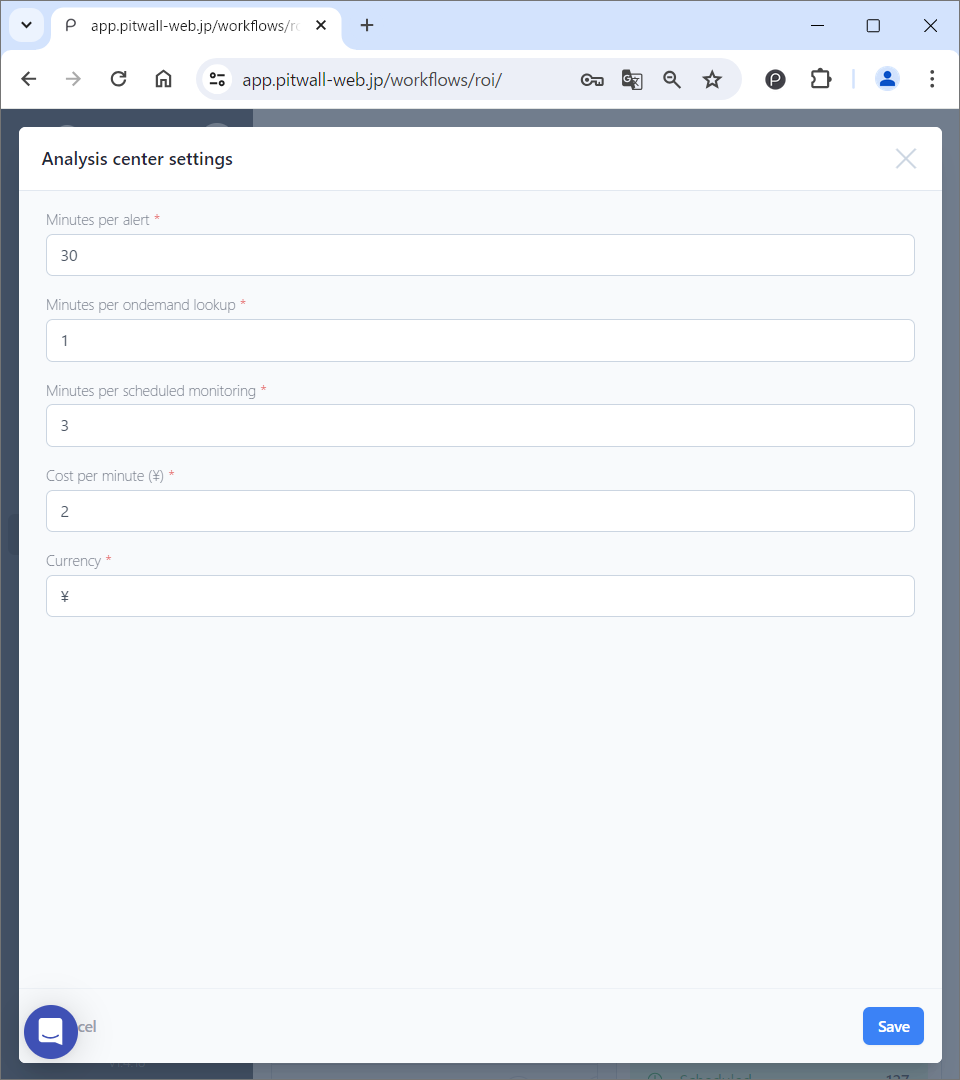 app.pitwall-web.jp/workflows/ro
app.pitwall-web.jp/workflows/roi/
Analysis center settings
Minutes per alert *
30
Minutes per ondemand lookup *
1
Minutes per scheduled monitoring *
3
Cost per minute (¥) *
2
Currency *
¥
cel
Save
Scheduled